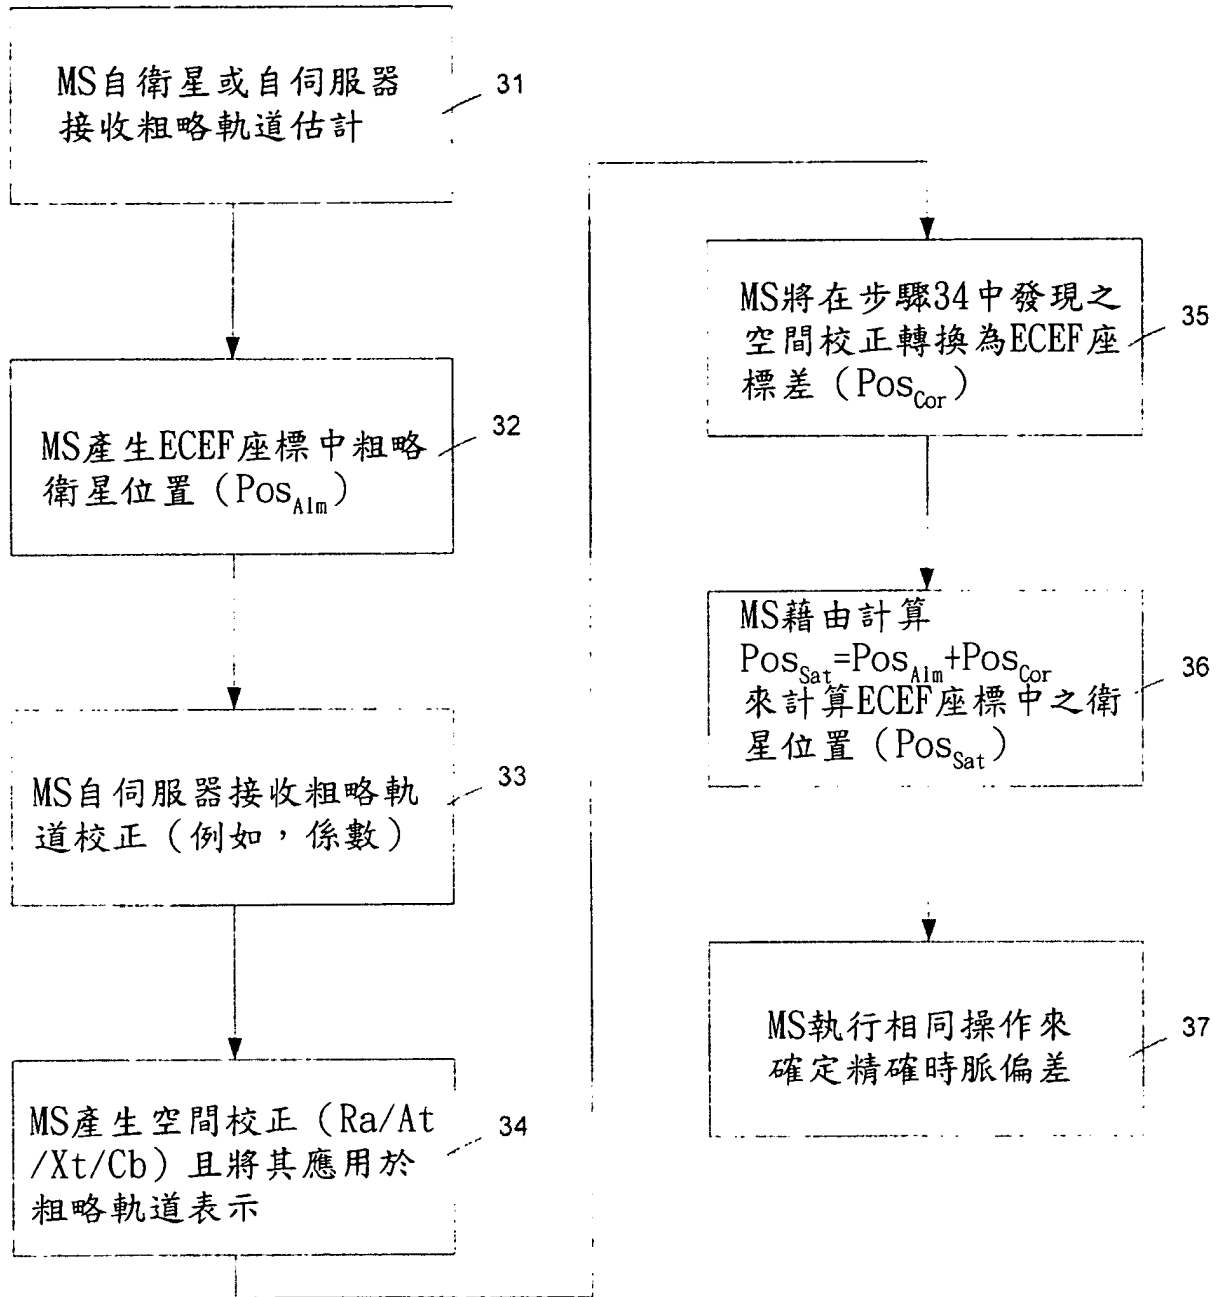 MS自衛星或自伺服器
接收粗略軌道估計
31
MS產生ECEF座標中粗略
衛星位置（Pos_Alm）
32
MS自伺服器接收粗略軌
道校正（例如，係數）
33
MS產生空間校正（Ra/At
/Xt/Cb）且將其應用於
粗略軌道表示
34
MS將在步驟34中發現之
空間校正轉換為ECEF座
標差（Pos_Cor）
35
MS藉由計算
Pos_Sat=Pos_Alm+Pos_Cor
來計算ECEF座標中之衛
星位置（Pos_Sat）
36
MS執行相同操作來
確定精確時脈偏差
37